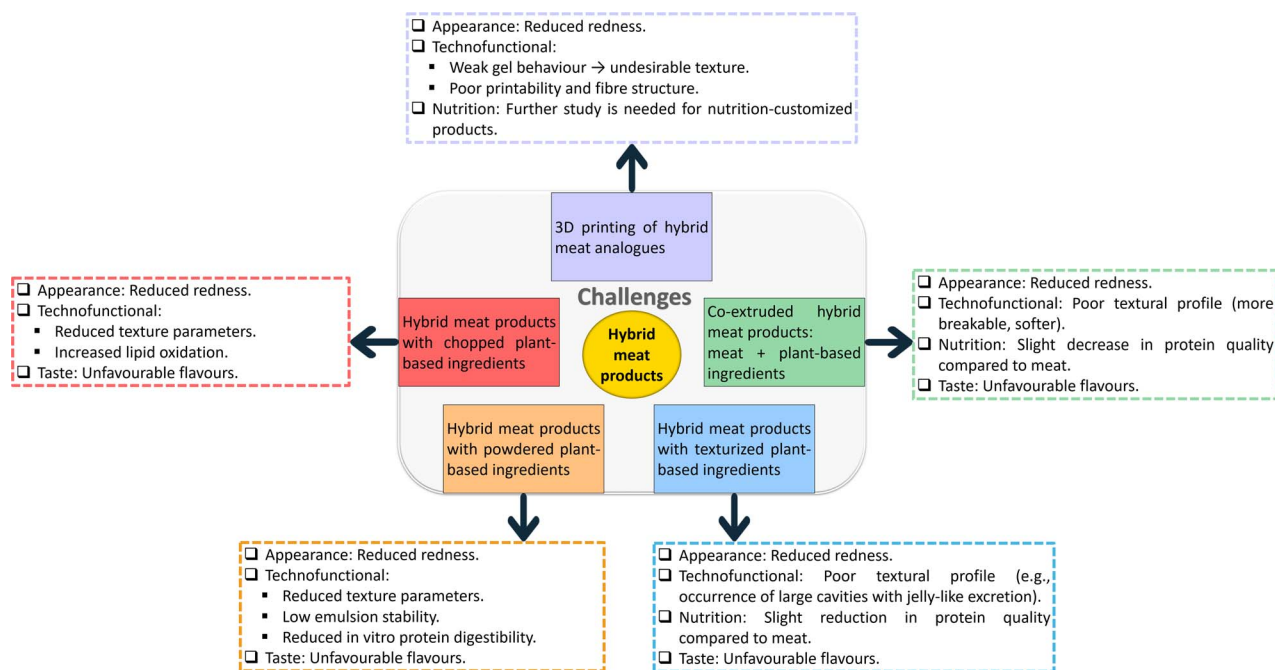 ❑ Appearance: Reduced redness.
❑ Technofunctional:
▪ Weak gel behaviour → undesirable texture.
▪ Poor printability and fibre structure.
❑ Nutrition: Further study is needed for nutrition-customized
products.
3D printing of hybrid
meat analogues
❑ Appearance: Reduced redness.
❑ Technofunctional:
▪ Reduced texture parameters.
▪ Increased lipid oxidation.
❑ Taste: Unfavourable flavours.
Hybrid meat products
with chopped plant-
based ingredients
Challenges
Hybrid
meat
products
Co-extruded hybrid
meat products:
meat + plant-based
ingredients
❑ Appearance: Reduced redness.
❑ Technofunctional: Poor textural profile (more
breakable, softer).
❑ Nutrition: Slight decrease in protein quality
compared to meat.
❑ Taste: Unfavourable flavours.
Hybrid meat products
with powdered plant-
based ingredients
Hybrid meat products
with texturized plant-
based ingredients
❑ Appearance: Reduced redness.
❑ Technofunctional:
▪ Reduced texture parameters.
▪ Low emulsion stability.
▪ Reduced in vitro protein digestibility.
❑ Taste: Unfavourable flavours.
❑ Appearance: Reduced redness.
❑ Technofunctional: Poor textural profile (e.g.,
occurrence of large cavities with jelly-like excretion).
❑ Nutrition: Slight reduction in protein quality
compared to meat.
❑ Taste: Unfavourable flavours.